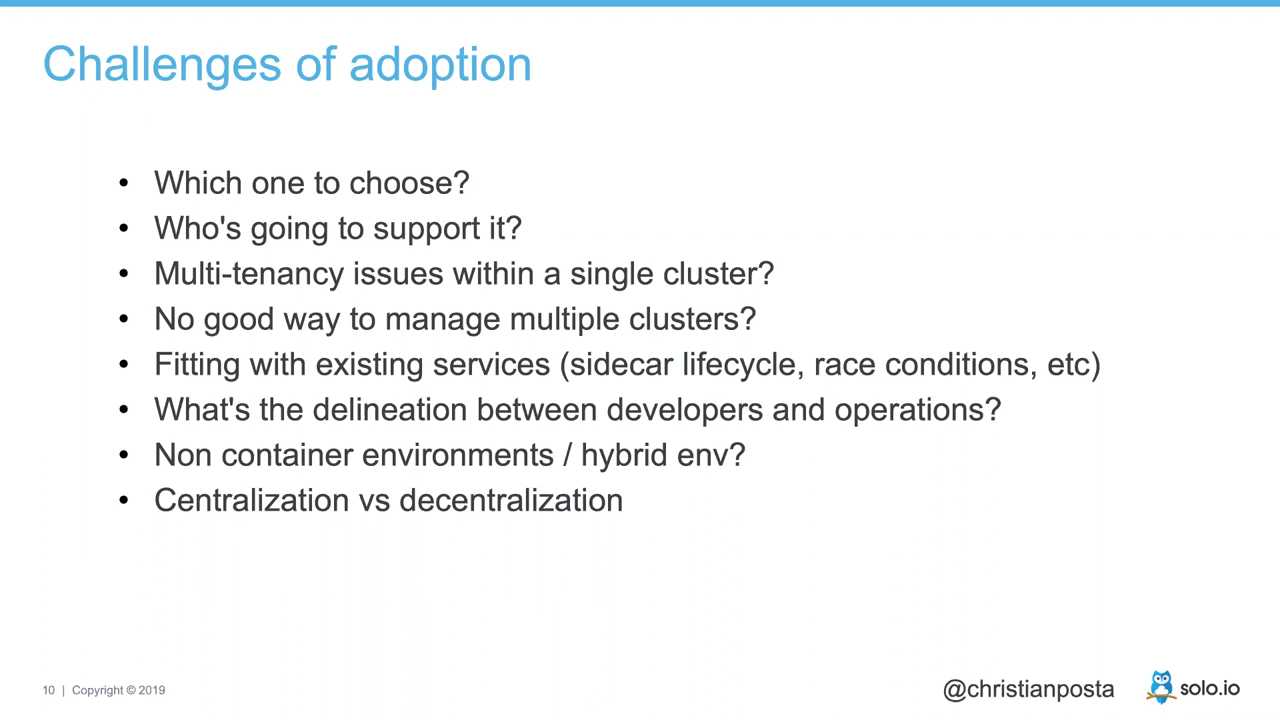 Challenges of adoption
• Which one to choose?
• Who's going to support it?
• Multi-tenancy issues within a single cluster?
• No good way to manage multiple clusters?
• Fitting with existing services (sidecar lifecycle, race conditions, etc)
• What's the delineation between developers and operations?
• Non container environments / hybrid env?
• Centralization vs decentralization
10 | Copyright © 2019
@christianposta
solo.io